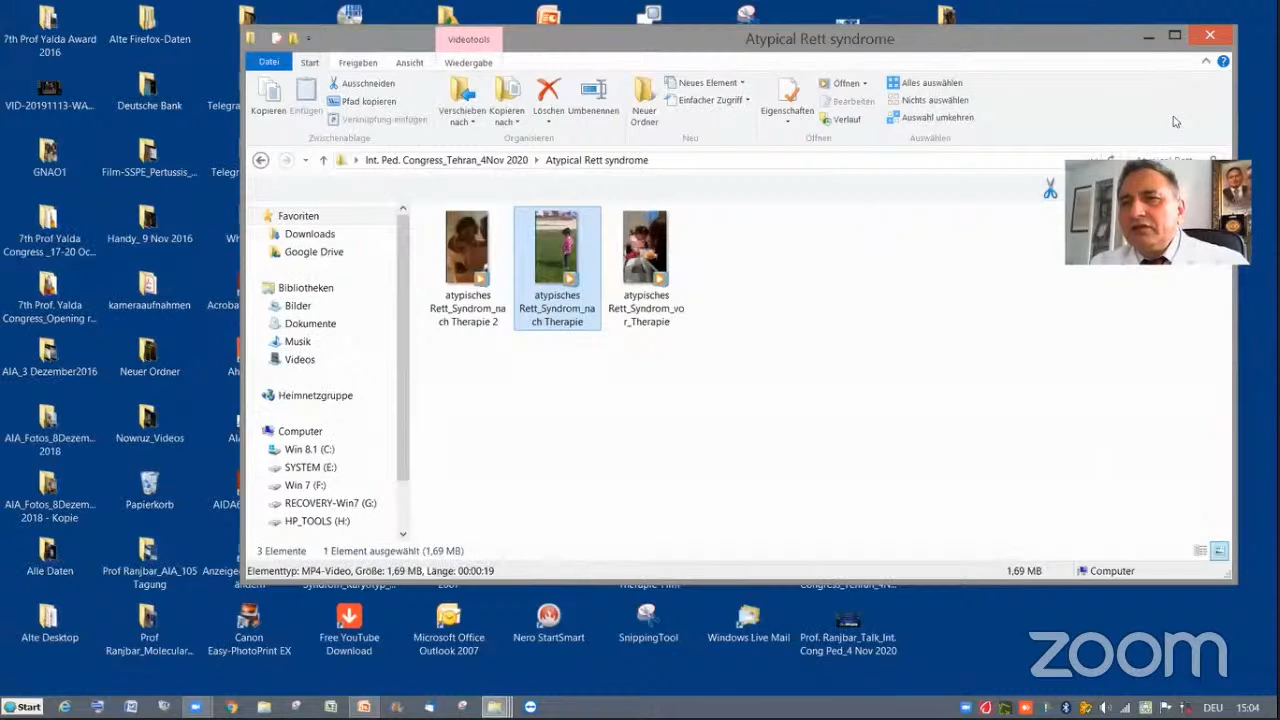 Atypical Rett syndrome
Videotools
Datei
Start
Freigeben
Ansicht
Wiedergabe
Kopieren
Einfügen
Ausschneiden
Pfad kopieren
Verknüpfung einfügen
Zwischenablage
Verschieben
nach
Kopieren
nach
Löschen
Umbenennen
Organisieren
Neuer
Ordner
Neues Element
Einfacher Zugriff
Neu
Eigenschaften
Öffnen
Bearbeiten
Verlauf
Öffnen
Alles auswählen
Nichts auswählen
Auswahl umkehren
Auswählen
Int. Ped. Congress_Tehran_4Nov 2020
Atypical Rett syndrome
Favoriten
Downloads
Google Drive
Bibliotheken
Bilder
Dokumente
Musik
Videos
Heimnetzgruppe
Computer
Win 8.1 (C:)
SYSTEM (E:)
Win 7 (F:)
RECOVERY-Win7 (G:)
HP_TOOLS (H:)
atypisches
Rett_Syndrom_na
ch Therapie 2
atypisches
Rett_Syndrom_na
ch Therapie
atypisches
Rett_Syndrom_vo
r_Therapie
3 Elemente
1 Element ausgewählt (1,69 MB)
Elementtyp: MP4-Video, Größe: 1,69 MB, Länge: 00:00:19
1,69 MB
Computer
7th Prof Yalda Award
2016
Alte Firefox-Daten
VID-20191113-WA...
Deutsche Bank
Telegra
GNAO1
Film-SSPE_Pertussis_...
Telegr
7th Prof. Yalda
Congress _17-20 Oc...
Handy_ 9 Nov 2016
Wh
7th Prof. Yalda
Congress_Opening r...
kameraaufnahmen
Acroba
AIA_3 Dezember2016
Neuer Ordner
Ah
AIA_Fotos_8Dezem...
2018
Nowruz_Videos
AIA
AIA_Fotos_8Dezem...
2018 - Kopie
Papierkorb
AIDA6
Alle Daten
Prof Ranjbar_AIA_105
Tagung
Anzeige
Alte Desktop
Prof
Ranjbar_Molecular...
Canon
Easy-PhotoPrint EX
Free YouTube
Download
Microsoft Office
Outlook 2007
Nero StartSmart
SnippingTool
Windows Live Mail
Prof. Ranjbar_Talk_Int.
Cong Ped_4 Nov 2020
zoom
Start
DEU
15:04